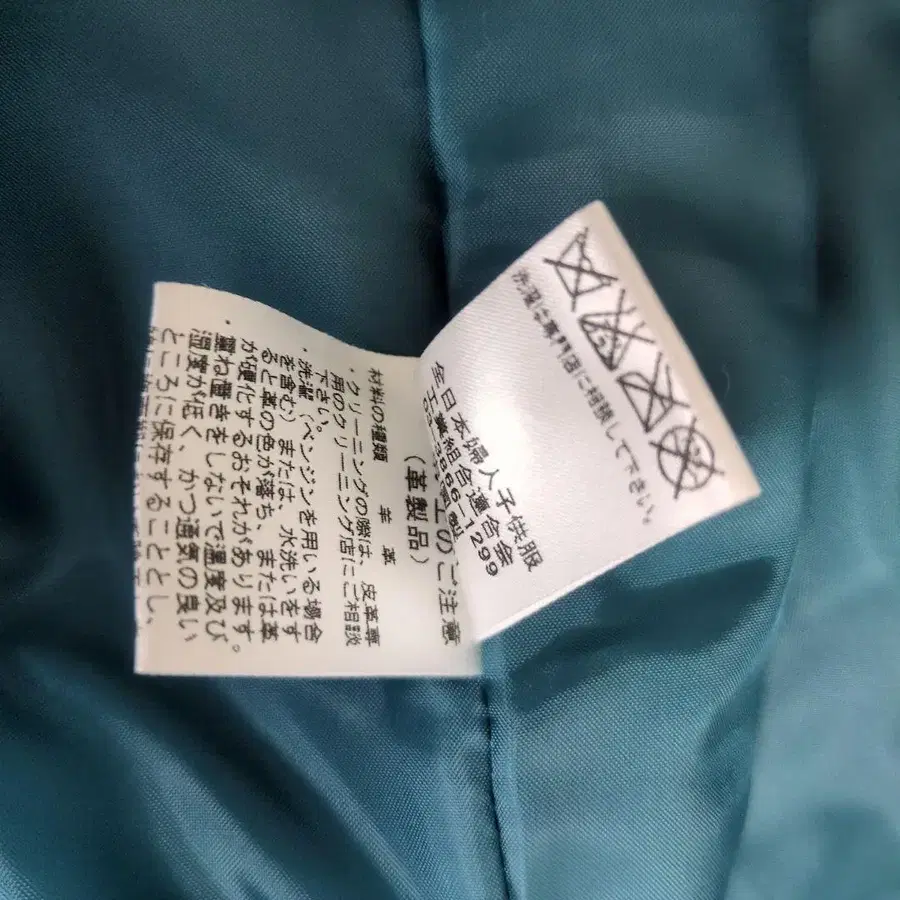 上のご注意
(革製品)
材料の種類 羊 革
・クリーニングの際は、皮革専
用のクリーニング店にご相談
下さい。
・洗濯(ベンジンを用いる場合
を含む)または、水洗いをす
ると革の色が落ち、または革
が硬化するおそれがあります。
・重ね置きをしないで温度及び
湿度が低く、かつ通気の良い
ところに保存することとし、
洗濯は専門店に相談して下さい。
全日本婦人子供服
工業組合連合会
866-1299